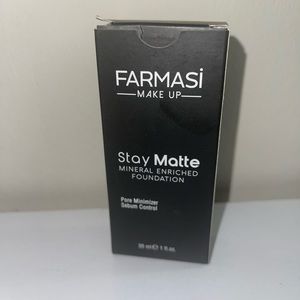 FARMASi
MAKE UP
Stay Matte
MINERAL ENRICHED
FOUNDATION
Pore Minimizer
Sebum Control
30 ml ℮ 1 fl.oz.